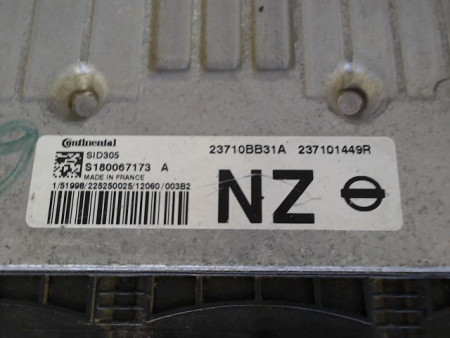 Continental
SID305
S180067173 A
MADE IN FRANCE
1/51998/225250025/12060/003B2
23710BB31A 237101449R
NZ